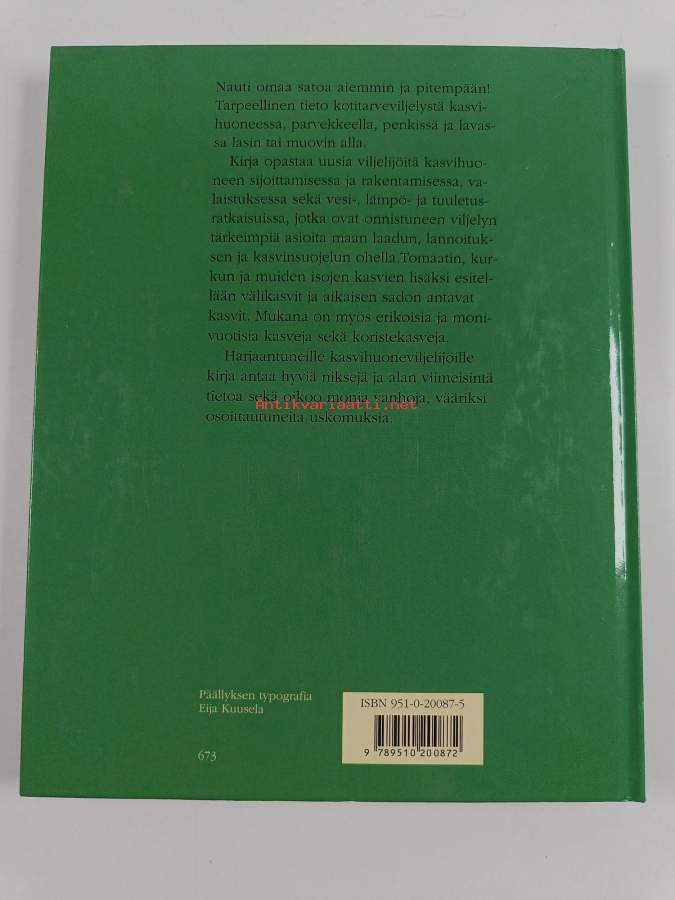 Nauti omaa satoa aiemmin ja pitempään!
Tarpeellinen tieto kotitarveviljelystä kasvi-
huoneessa, parvekkeella, penkissä ja lavas-
sa lasin tai muovin alla.
Kirja opastaa uusia viljelijöitä kasvihuo-
neen sijoittamisessa ja rakentamisessa, va-
laistuksessa sekä vesi-, lämpö- ja tuuletus-
ratkaisuissa, jotka ovat onnistuneen viljelyn
tärkeimpiä asioita maan laadun, lannoituk-
sen ja kasvinsuojelun ohella.Tomaatin, kur-
kun ja muiden isojen kasvien lisäksi esitel-
lään välikasvit ja aikaisen sadon antavat
kasvit. Mukana on myös erikoisia ja moni-
vuotisia kasveja sekä koristekasveja.
Harjaantuneille kasvihuoneviljelijöille
kirja antaa hyviä niksejä ja alan viimeisintä
tietoa sekä oikoo monia vanhoja, vääriksi
Antikvariaatti.net
osoittautuneita uskomuksia.
Päällyksen typografia
Eija Kuusela
673
ISBN 951-0-20087-5
9 789510 200872